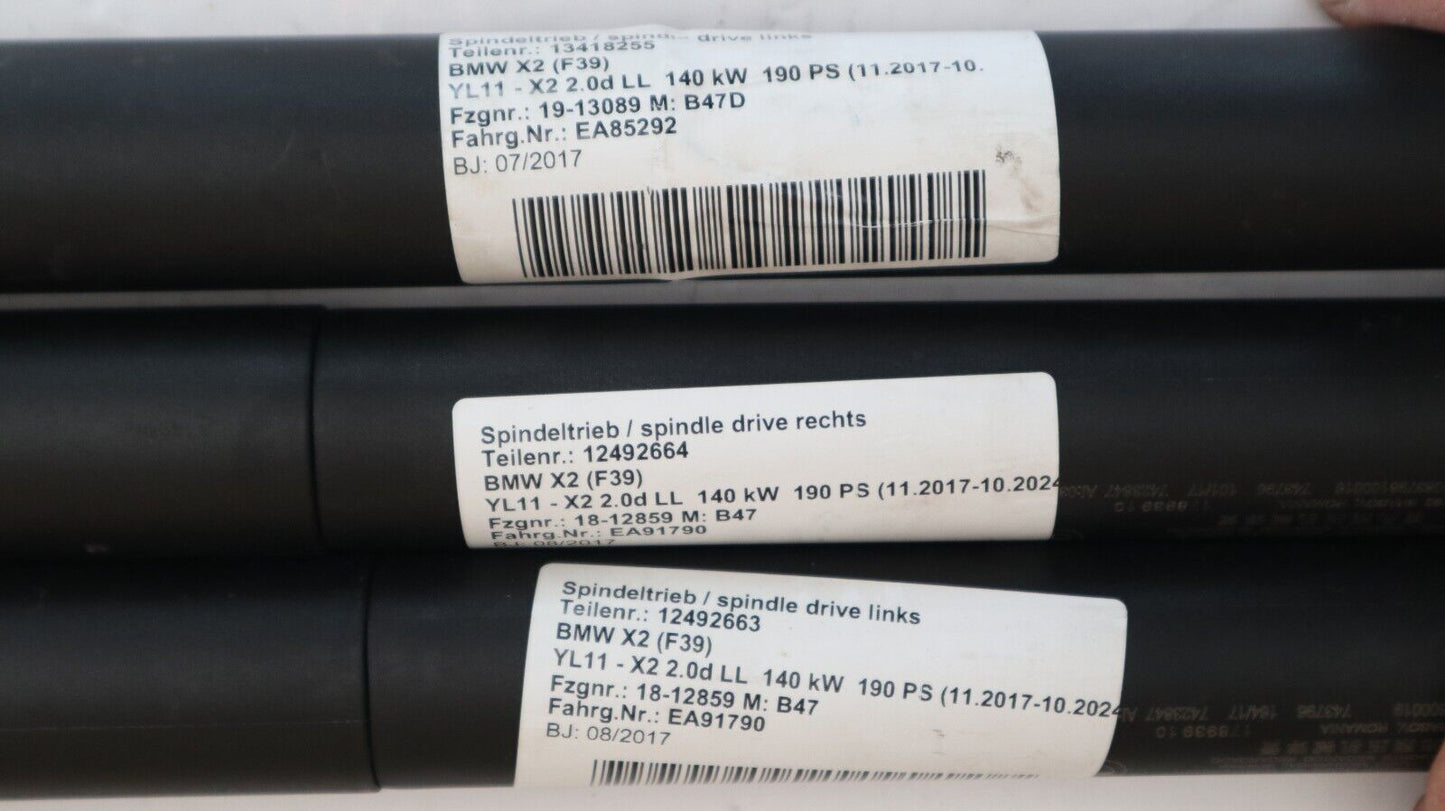 Spindeltrieb / spindle drive links
Teilenr.: 13418255
BMW X2 (F39)
YL11 - X2 2.0d LL 140 kW 190 PS (11.2017-10.
Fzgnr.: 19-13089 M: B47D
Fahrg.Nr.: EA85292
BJ: 07/2017
Spindeltrieb / spindle drive rechts
Teilenr.: 12492664
BMW X2 (F39)
YL11 - X2 2.0d LL 140 kW 190 PS (11.2017-10.2024
Fzgnr.: 18-12859 M: B47
Fahrg.Nr.: EA91790
BJ: 08/2017
Spindeltrieb / spindle drive links
Teilenr.: 12492663
BMW X2 (F39)
YL11 - X2 2.0d LL 140 kW 190 PS (11.2017-10.2024
Fzgnr.: 18-12859 M: B47
Fahrg.Nr.: EA91790
BJ: 08/2017